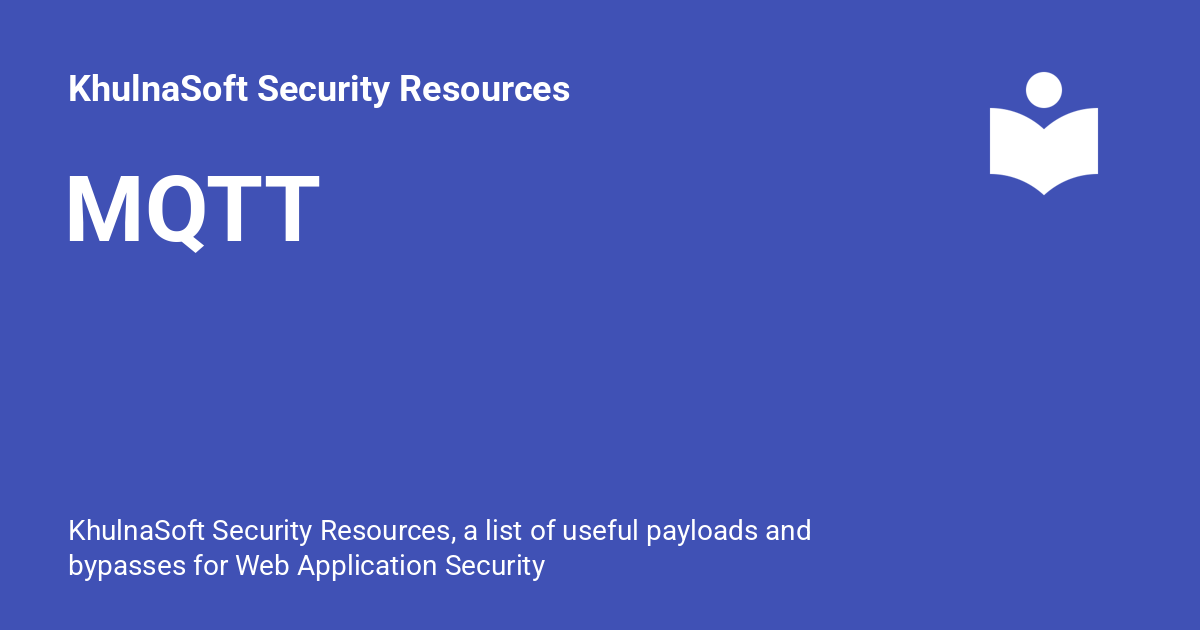 KhulnaSoft Security Resources
MQTT
KhulnaSoft Security Resources, a list of useful payloads and
bypasses for Web Application Security